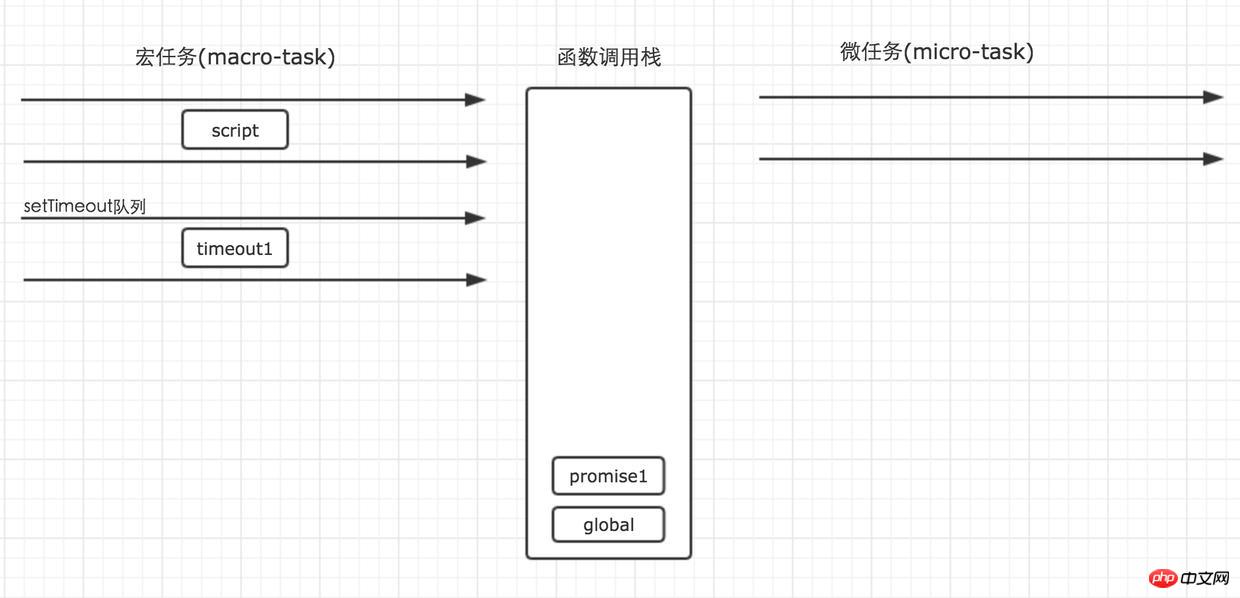 宏任务(macro-task)
函数调用栈
微任务(micro-task)
script
setTimeout队列
timeout1
promise1
global
php 中文网